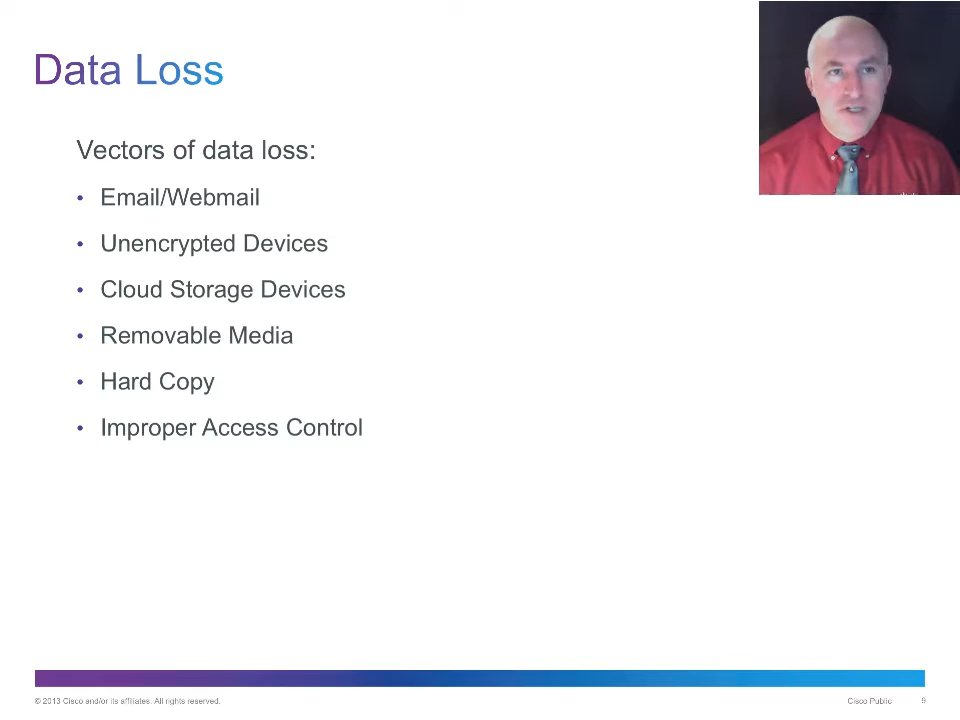 Data Loss
Vectors of data loss:
• Email/Webmail
• Unencrypted Devices
• Cloud Storage Devices
• Removable Media
• Hard Copy
• Improper Access Control
© 2013 Cisco and/or its affiliates. All rights reserved.
Cisco Public
9